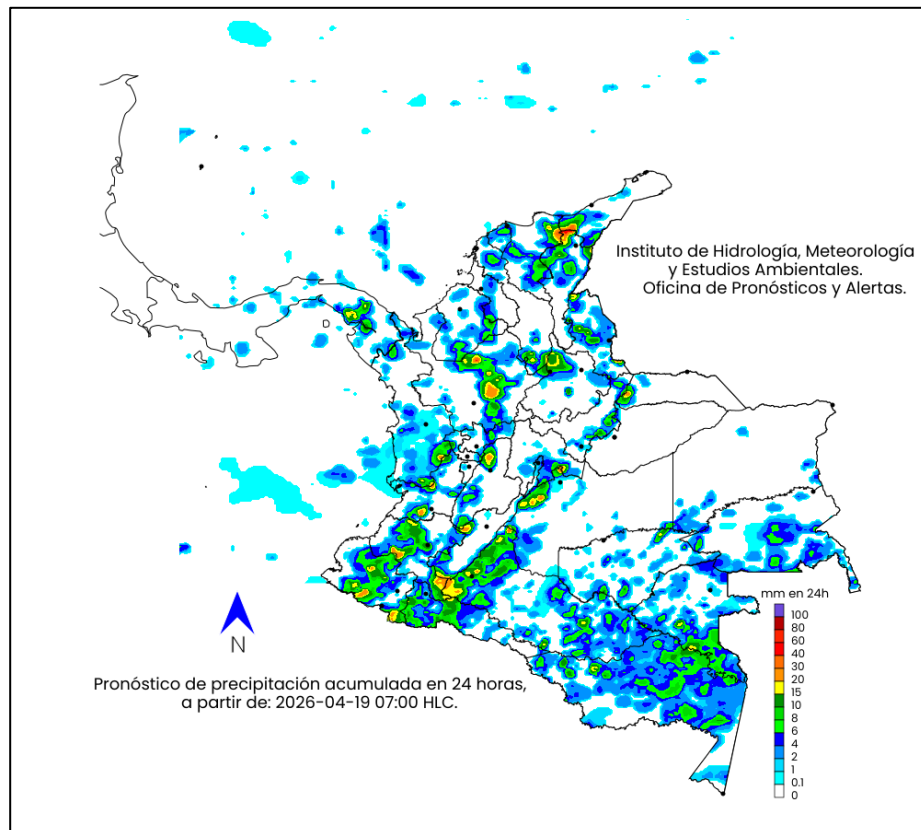 Instituto de Hidrología, Meteorología
y Estudios Ambientales.
Oficina de Pronósticos y Alertas.
mm en 24h
100
80
60
40
30
20
15
10
8
6
4
2
1
0.1
0
N
Pronóstico de precipitación acumulada en 24 horas,
a partir de: 2026-04-19 07:00 HLC.